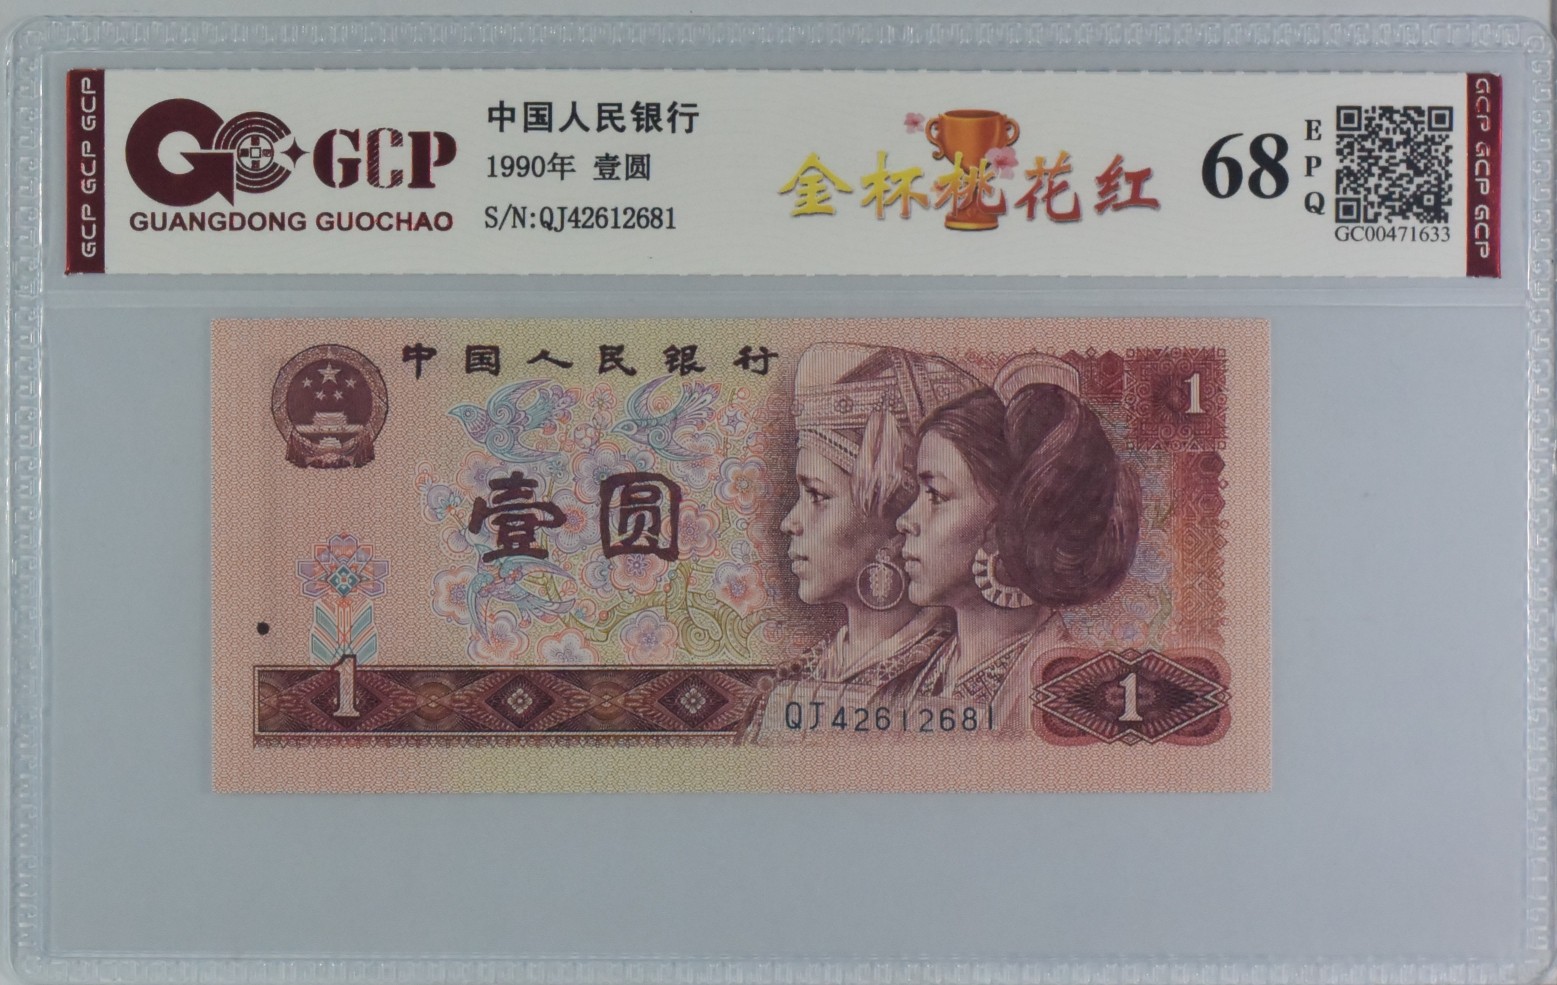 GCP GCP GCP
GCP
GUANGDONG GUOCHAO
中国人民银行
1990年 壹圆
S/N:QJ42612681
金杯桃花红
68
EPQ
GC00471633
GCP GCP GCP
中国人民银行
1
壹圆
1
QJ42612681
1